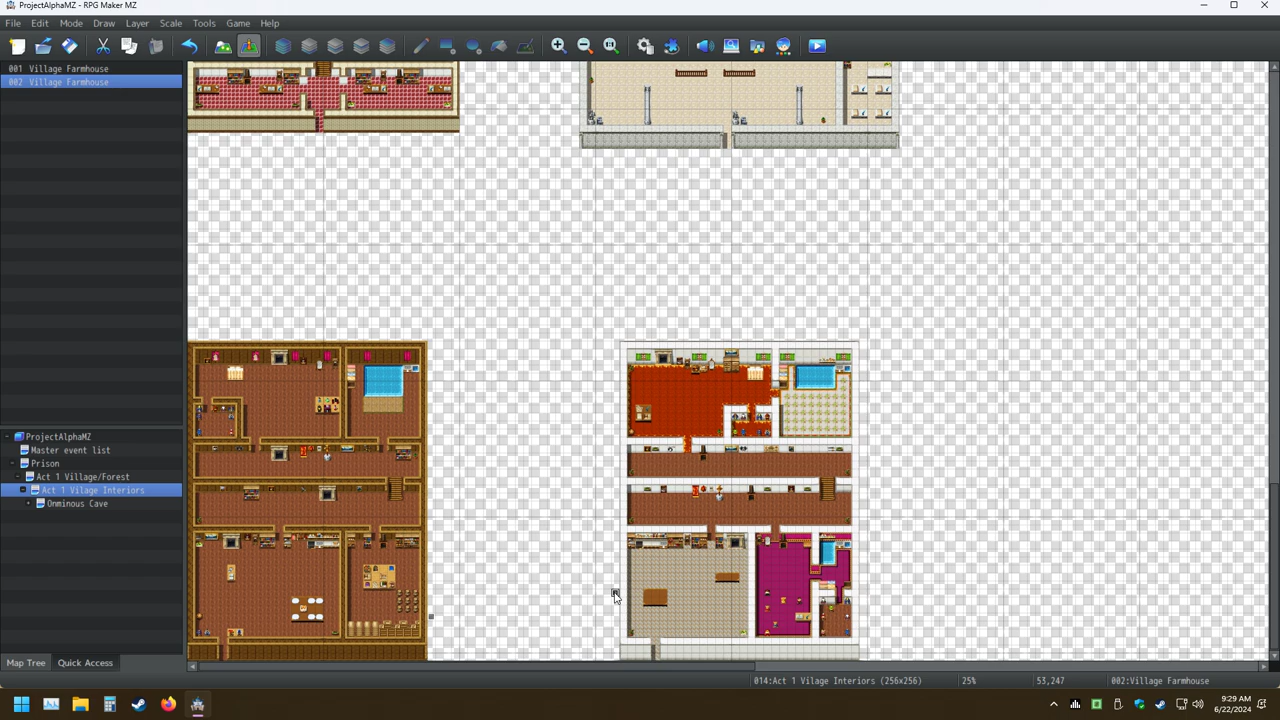 ProjectAlphaMZ - RPG Maker MZ
File Edit Mode Draw Layer Scale Tools Game Help
001 Village Farmhouse
002 Village Farmhouse
ProjectAlphaMZ
Master event list
Prison
Act 1 Village/Forest
Act 1 Vilage Interiors
Onminous Cave
Map Tree Quick Access
014:Act 1 Vilage Interiors (256x256) 25% 53,247 002:Village Farmhouse
9:29 AM
6/22/2024